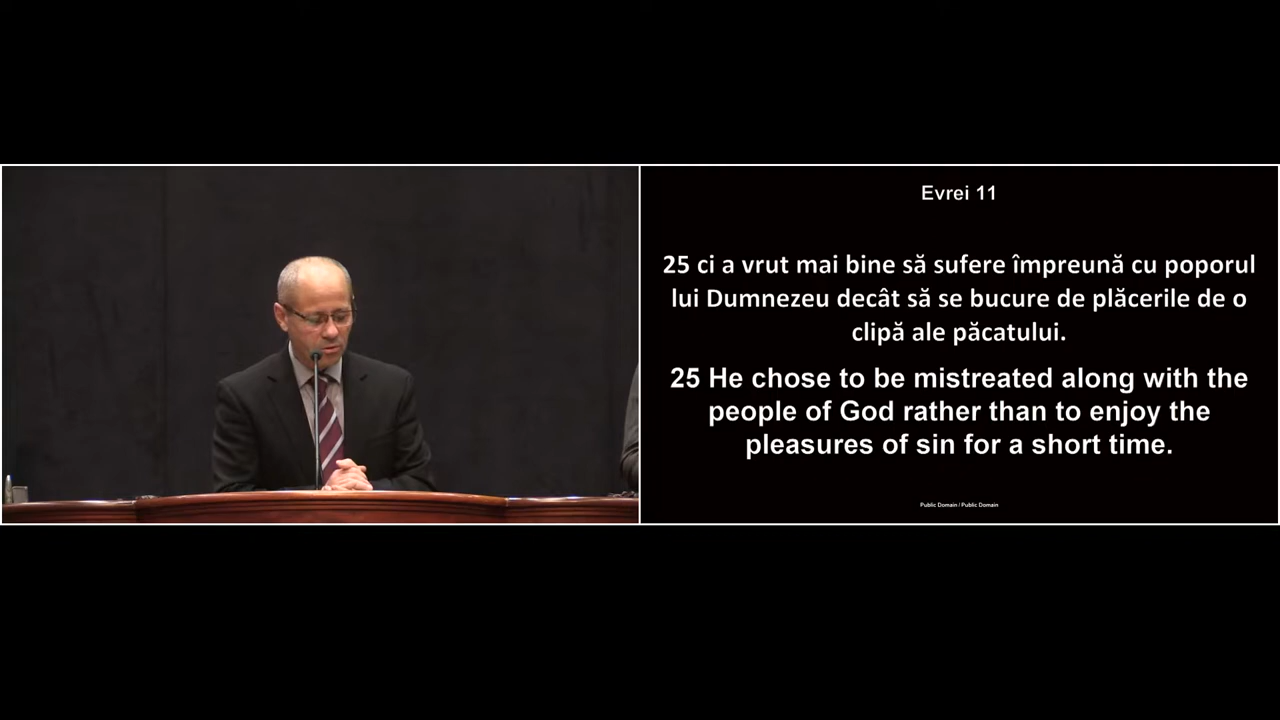 Evrei 11
25 ci a vrut mai bine să sufere împreună cu poporul
lui Dumnezeu decât să se bucure de plăcerile de o
clipă ale păcatului.
25 He chose to be mistreated along with the
people of God rather than to enjoy the
pleasures of sin for a short time.
Public Domain / Public Domain